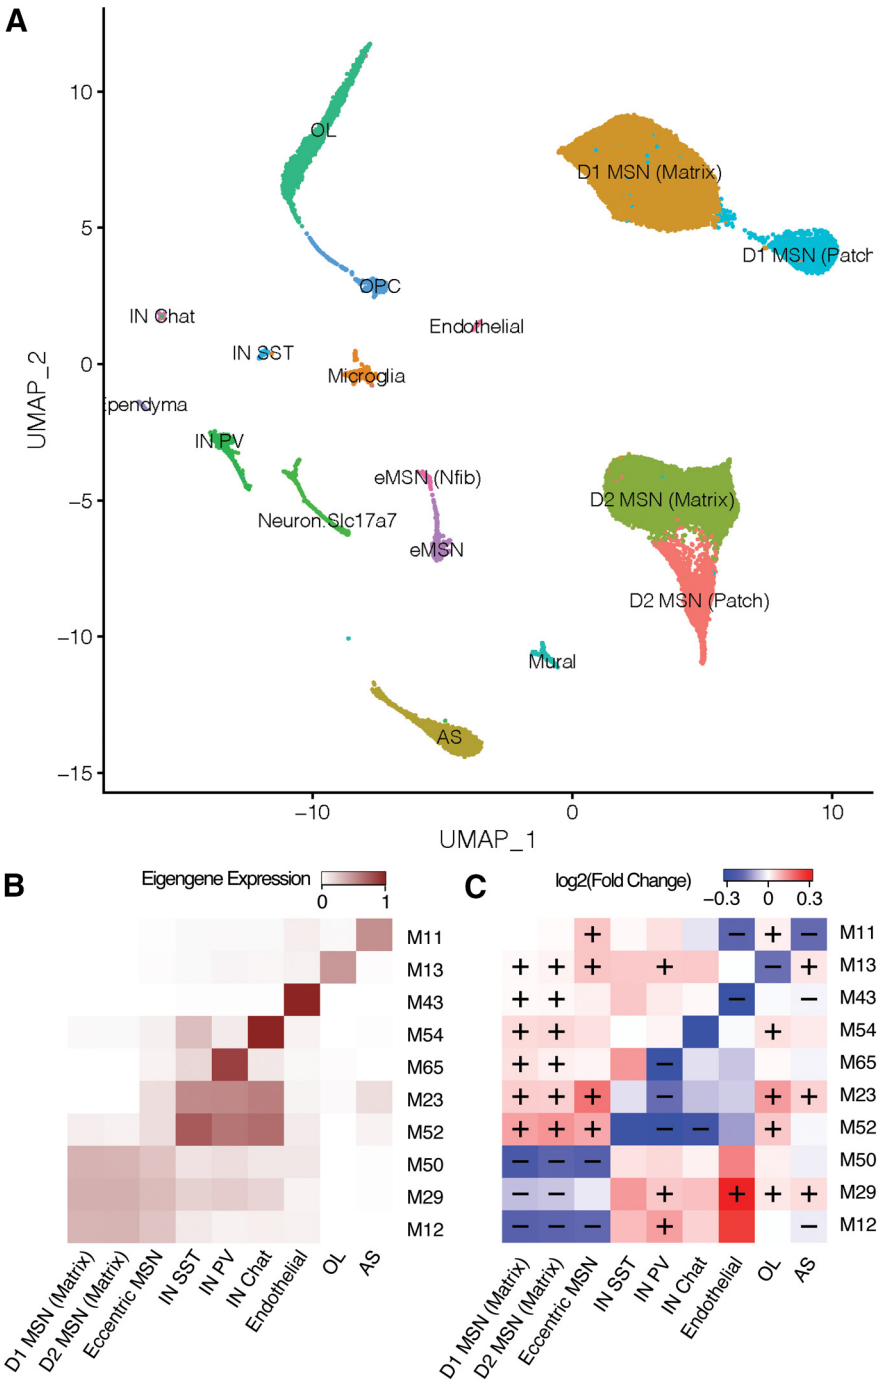 A
10
5
0
−5
−10
−15
UMAP_2
OL
D1 MSN (Matrix)
D1 MSN (Patch
OPC
IN Chat
Endothelial
IN SST
Microglia
pendyma
IN PV
eMSN (Nfib)
D2 MSN (Matrix)
Neuron.Slc17a7
eMSN
D2 MSN (Patch)
Mural
AS
−10
0
10
UMAP_1
B
Eigengene Expression
0
1
M11
M13
M43
M54
M65
M23
M52
M50
M29
M12
D1 MSN (Matrix)
D2 MSN (Matrix)
Eccentric MSN
IN SST
IN PV
IN Chat
Endothelial
OL
AS
C
log2(Fold Change)
−0.3
0
0.3
+ − + − M11
+ + + + − + M13
+ + − − M43
+ + + M54
+ + − M65
+ + + − + + M23
+ + + − − + M52
− − − M50
− − + + + + M29
− − − + − M12
D1 MSN (Matrix)
D2 MSN (Matrix)
Eccentric MSN
IN SST
IN PV
IN Chat
Endothelial
OL
AS